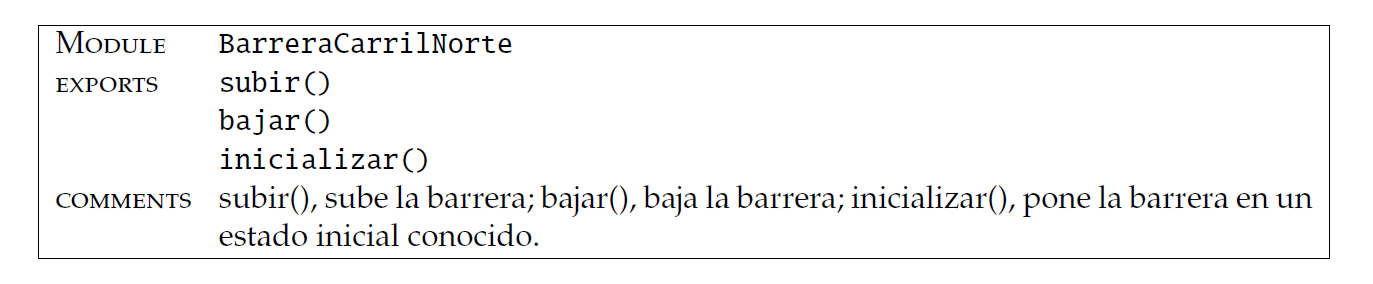 MODULE BarreraCarrilNorte
EXPORTS subir()
bajar()
inicializar()
COMMENTS subir(), sube la barrera; bajar(), baja la barrera; inicializar(), pone la barrera en un
estado inicial conocido.